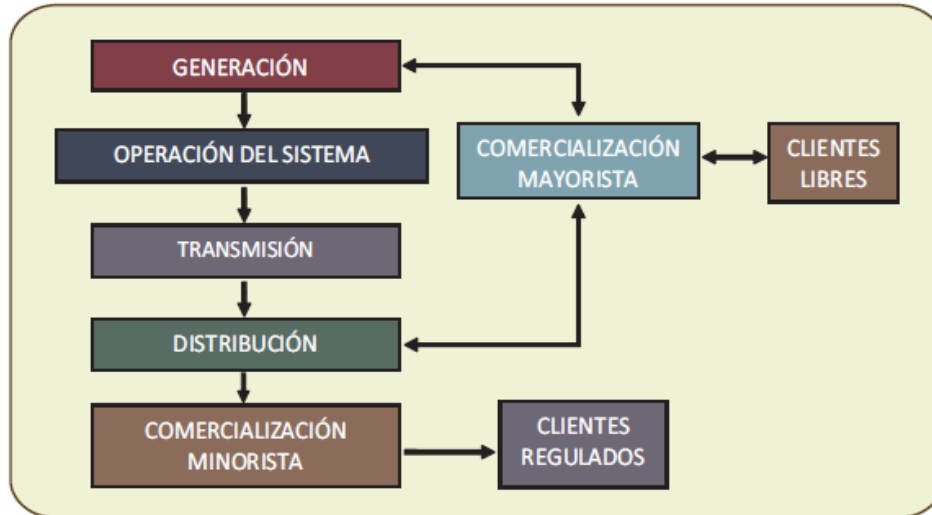 GENERACIÓN
OPERACIÓN DEL SISTEMA
TRANSMISIÓN
DISTRIBUCIÓN
COMERCIALIZACIÓN
MINORISTA
COMERCIALIZACIÓN
MAYORISTA
CLIENTES
LIBRES
CLIENTES
REGULADOS